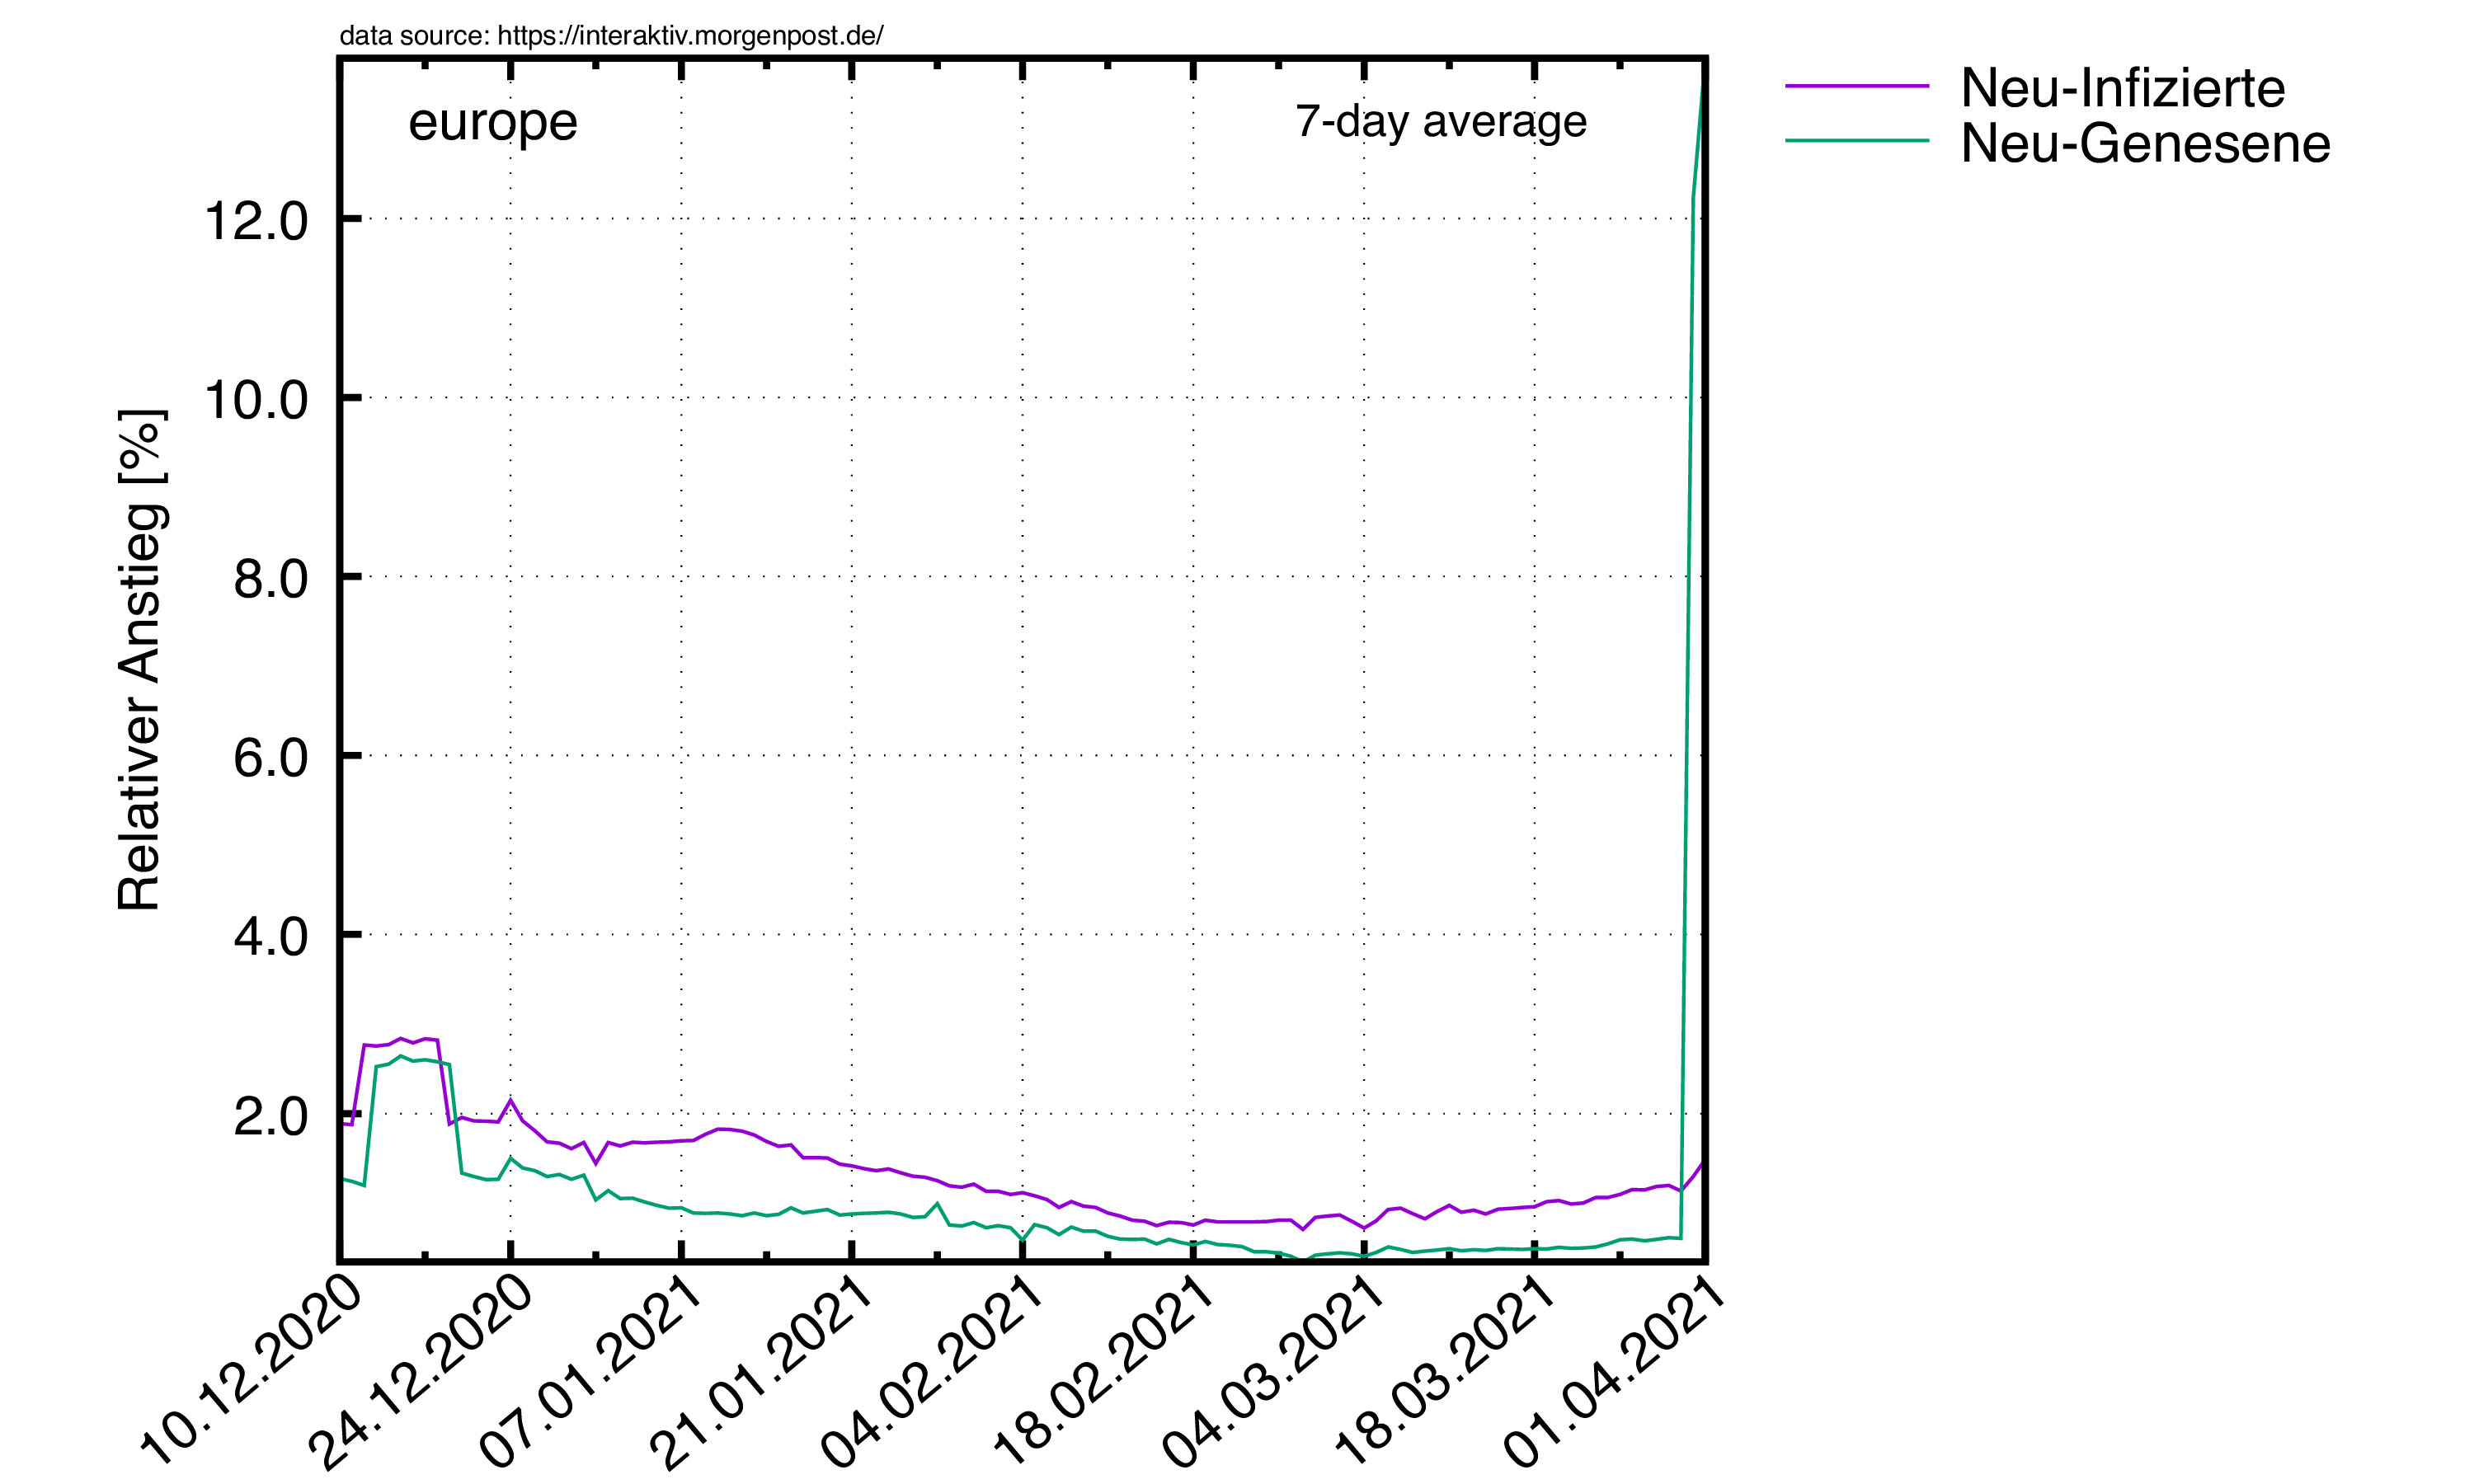 data source: https://interaktiv.morgenpost.de/
europe
7-day average
Neu-Infizierte
Neu-Genesene
Relativer Anstieg [%]
12.0
10.0
8.0
6.0
4.0
2.0
10.12.2020
24.12.2020
07.01.2021
21.01.2021
04.02.2021
18.02.2021
04.03.2021
18.03.2021
01.04.2021